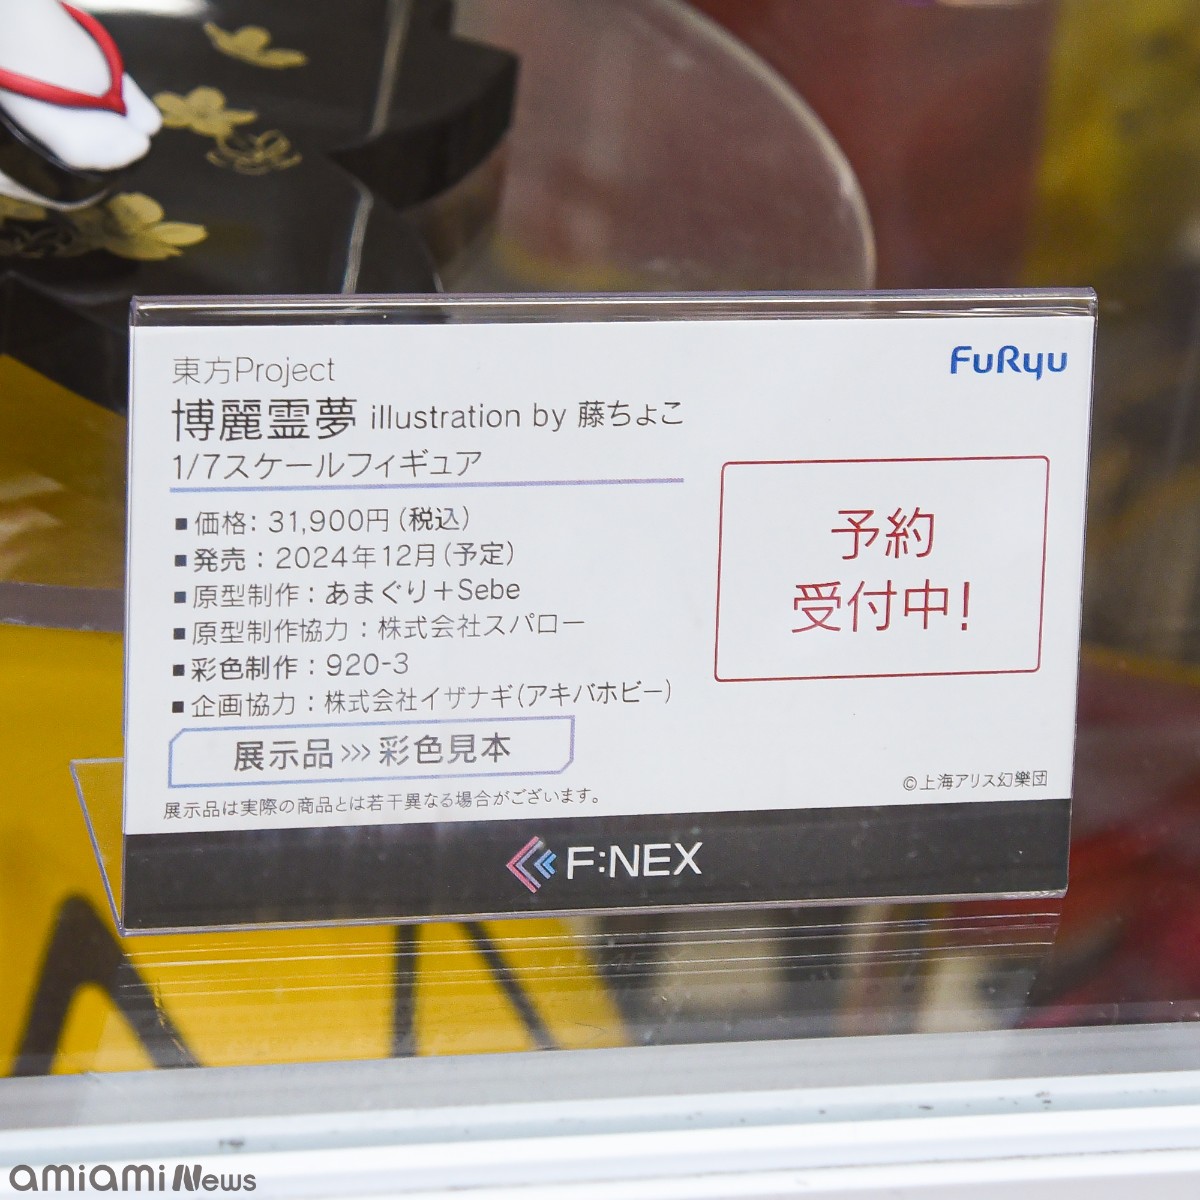 東方Project
博麗霊夢 illustration by 藤ちょこ
1/7スケールフィギュア
FuRyu
■価格: 31,900円(税込)
■発売:2024年12月(予定)
■原型制作:あまぐり+Sebe
■原型制作協力:株式会社スパロー
■彩色制作:920-3
■企画協力:株式会社イザナギ(アキバホビー)
予約
受付中!
展示品>>>彩色見本
展示品は実際の商品とは若干異なる場合がございます。
©上海アリス幻樂団
F:NEX
amiami News